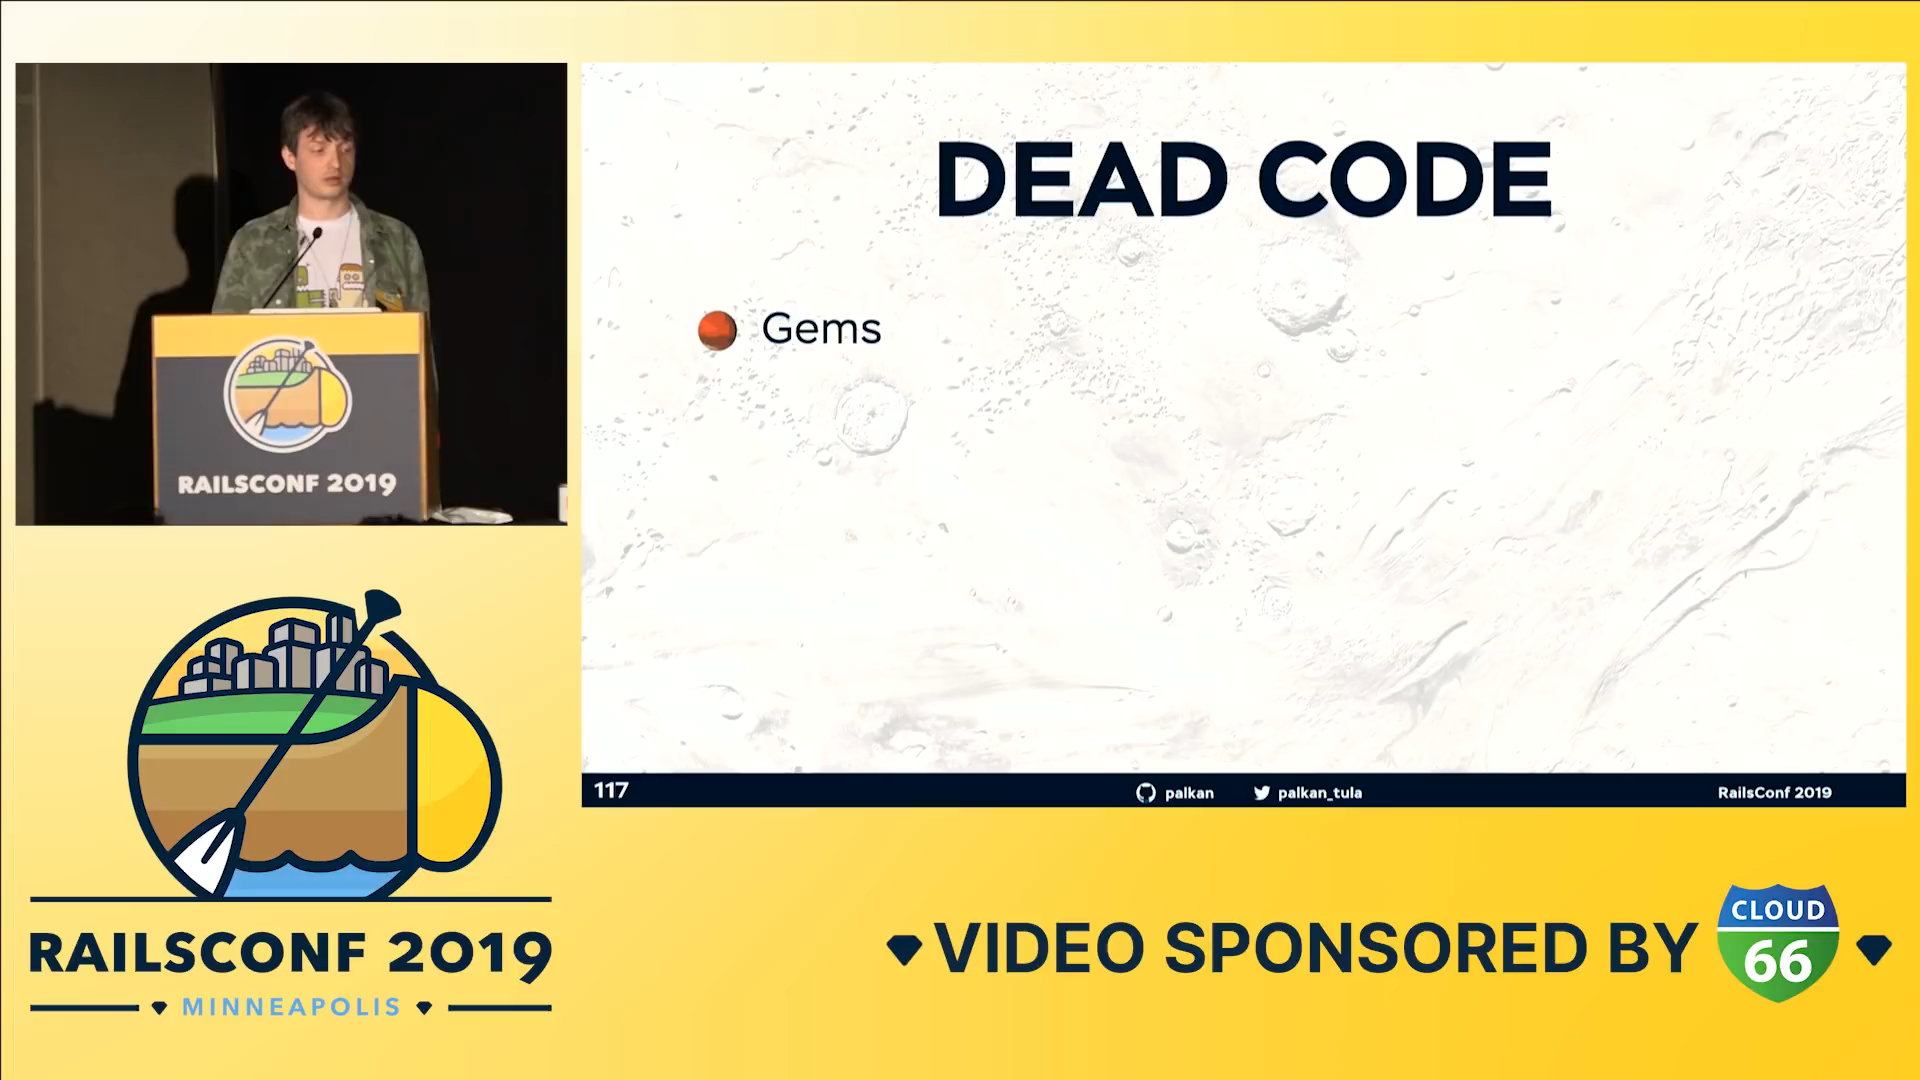 DEAD CODE
Gems
117
palkan
palkan_tula
RailsConf 2019
RAILSCONF 2019
RAILSCONF 2019
MINNEAPOLIS
VIDEO SPONSORED BY
CLOUD
66